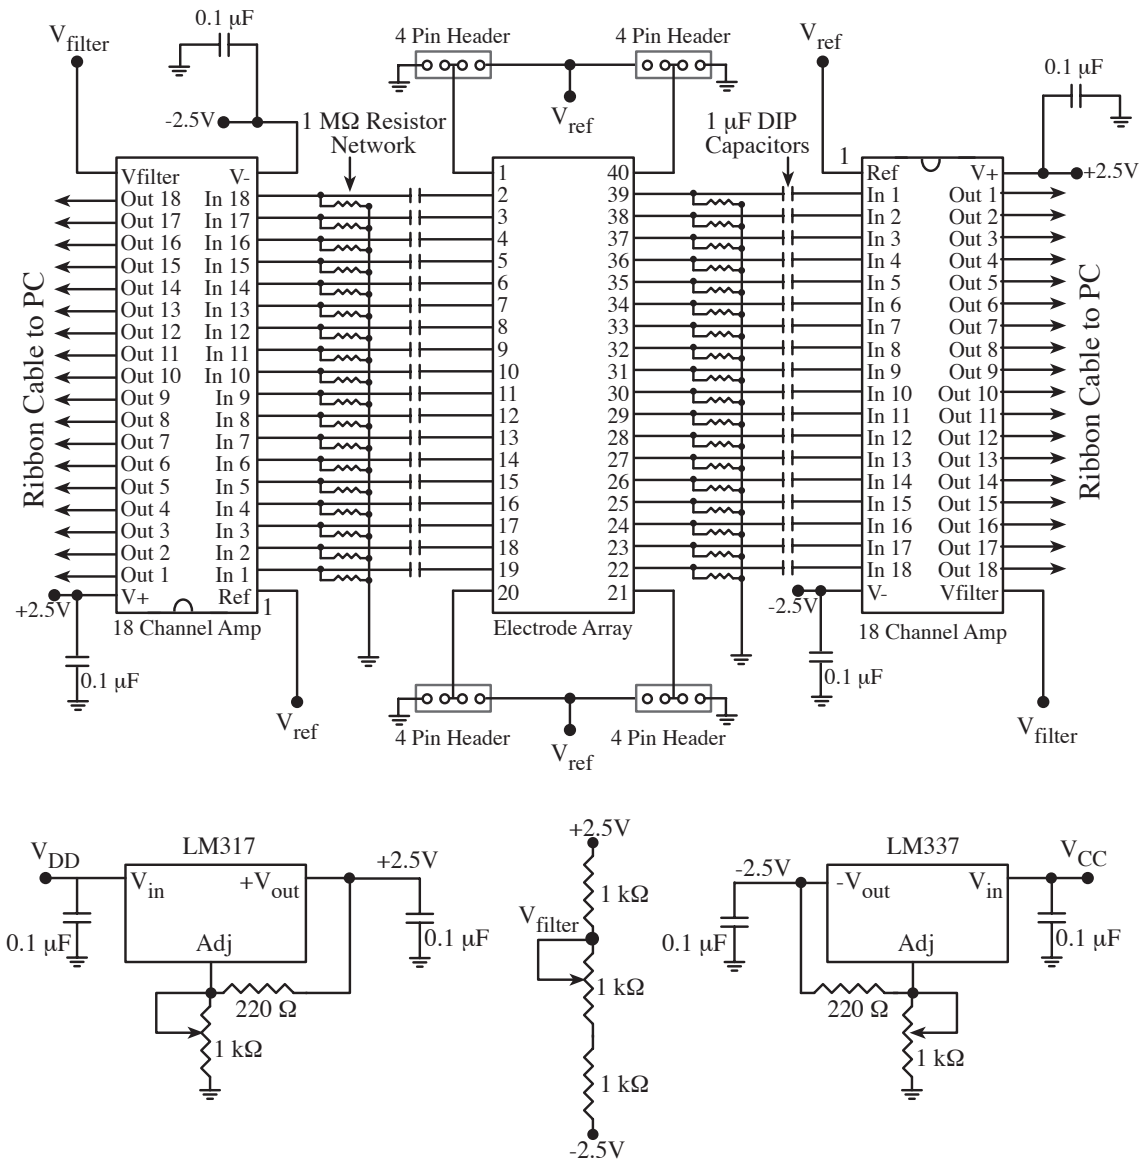 V_filter
0.1 μF
4 Pin Header
4 Pin Header
V_ref
0.1 μF
-2.5V
1 MΩ Resistor
Network
V_ref
1 μF DIP
Capacitors
1
+2.5V
Vfilter
V-
Out 18
In 18
Out 17
In 17
Out 16
In 16
Out 15
In 15
Out 14
In 14
Out 13
In 13
Out 12
In 12
Out 11
In 11
Out 10
In 10
Out 9
In 9
Out 8
In 8
Out 7
In 7
Out 6
In 6
Out 5
In 5
Out 4
In 4
Out 3
In 3
Out 2
In 2
Out 1
In 1
V+
Ref
1
Ribbon Cable to PC
+2.5V
18 Channel Amp
0.1 μF
V_ref
1
40
2
39
3
38
4
37
5
36
6
35
7
34
8
33
9
32
10
31
11
30
12
29
13
28
14
27
15
26
16
25
17
24
18
23
19
22
20
21
Electrode Array
4 Pin Header
4 Pin Header
V_ref
Ref
V+
In 1
Out 1
In 2
Out 2
In 3
Out 3
In 4
Out 4
In 5
Out 5
In 6
Out 6
In 7
Out 7
In 8
Out 8
In 9
Out 9
In 10
Out 10
In 11
Out 11
In 12
Out 12
In 13
Out 13
In 14
Out 14
In 15
Out 15
In 16
Out 16
In 17
Out 17
In 18
Out 18
V-
Vfilter
Ribbon Cable to PC
-2.5V
18 Channel Amp
0.1 μF
V_filter
LM317
V_DD
V_in
+V_out
+2.5V
Adj
0.1 μF
0.1 μF
220 Ω
1 kΩ
+2.5V
1 kΩ
V_filter
1 kΩ
1 kΩ
-2.5V
LM337
-2.5V
-V_out
V_in
V_CC
Adj
0.1 μF
0.1 μF
220 Ω
1 kΩ